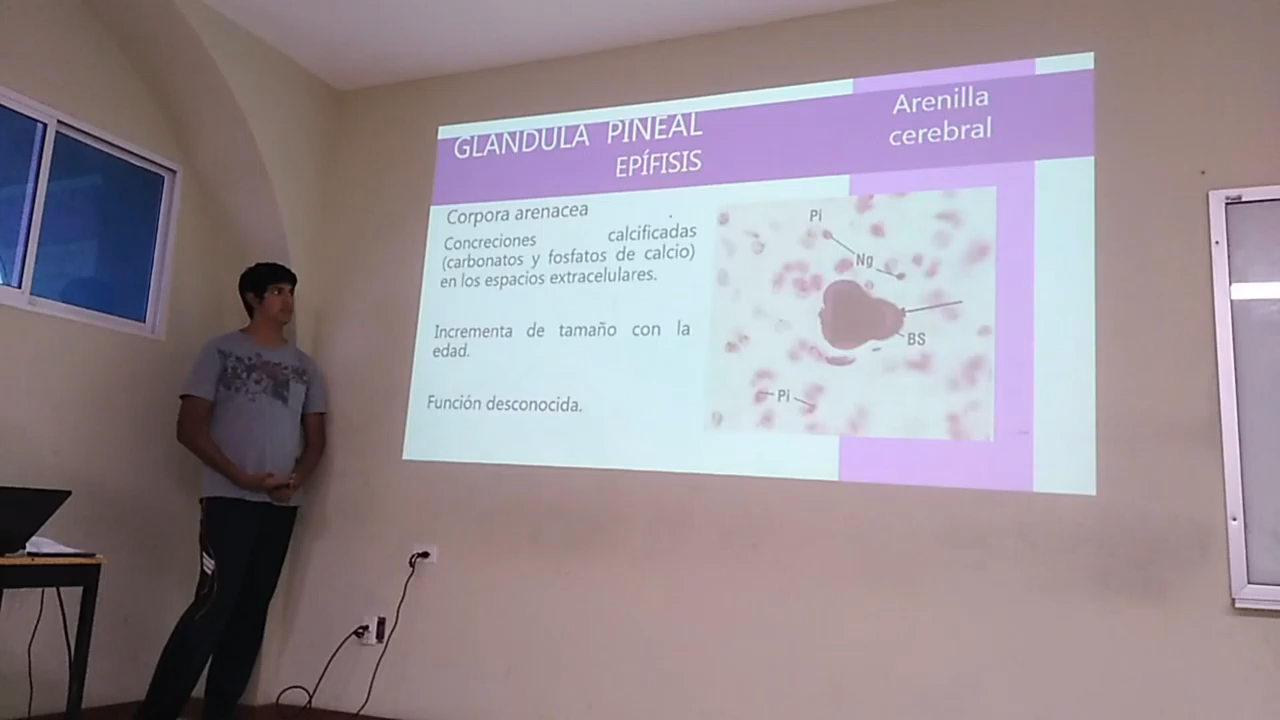 GLANDULA PINEAL
EPÍFISIS
Arenilla
cerebral
Corpora arenacea
Concreciones calcificadas
(carbonatos y fosfatos de calcio)
en los espacios extracelulares.
Incrementa de tamaño con la
edad.
Función desconocida.
Pi
Ng
BS
Pi